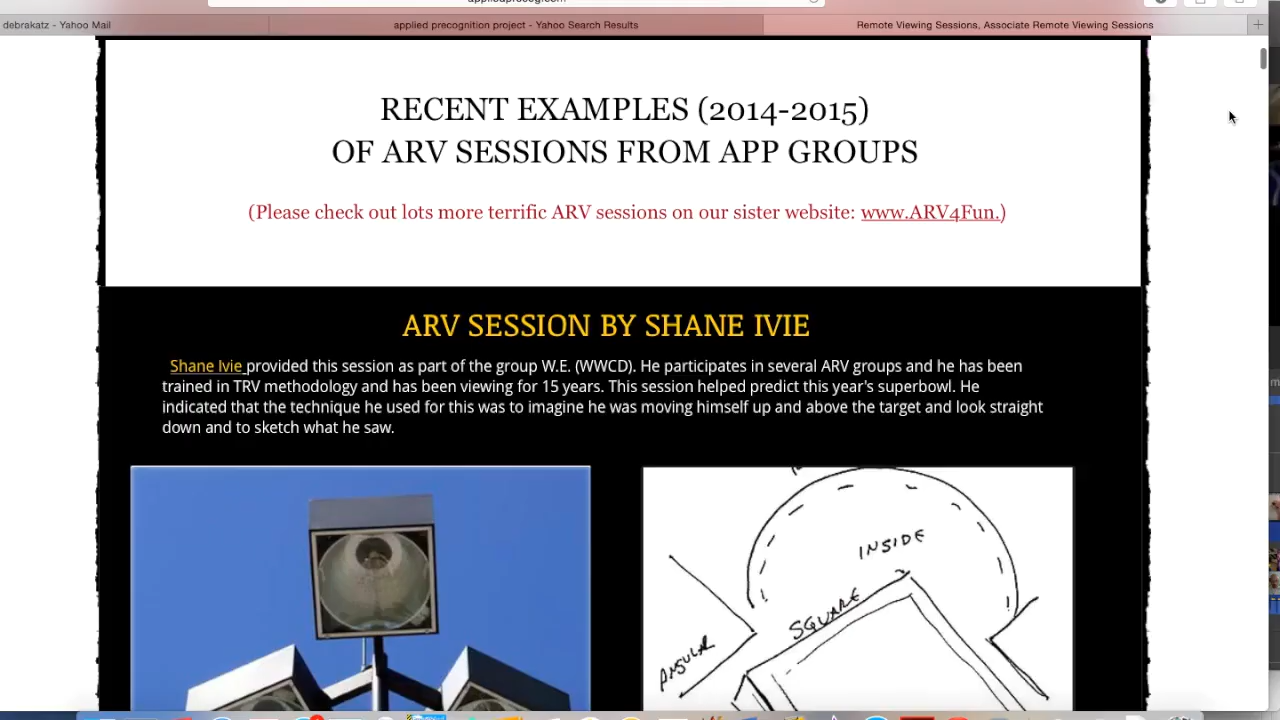 debrakatz - Yahoo Mail
applied precognition project - Yahoo Search Results
Remote Viewing Sessions, Associate Remote Viewing Sessions
RECENT EXAMPLES (2014-2015)
OF ARV SESSIONS FROM APP GROUPS
(Please check out lots more terrific ARV sessions on our sister website: www.ARV4Fun.)
ARV SESSION BY SHANE IVIE
Shane Ivie provided this session as part of the group W.E. (WWCD). He participates in several ARV groups and he has been
trained in TRV methodology and has been viewing for 15 years. This session helped predict this year's superbowl. He
indicated that the technique he used for this was to imagine he was moving himself up and above the target and look straight
down and to sketch what he saw.
INSIDE
SQUARE
ANGULAR